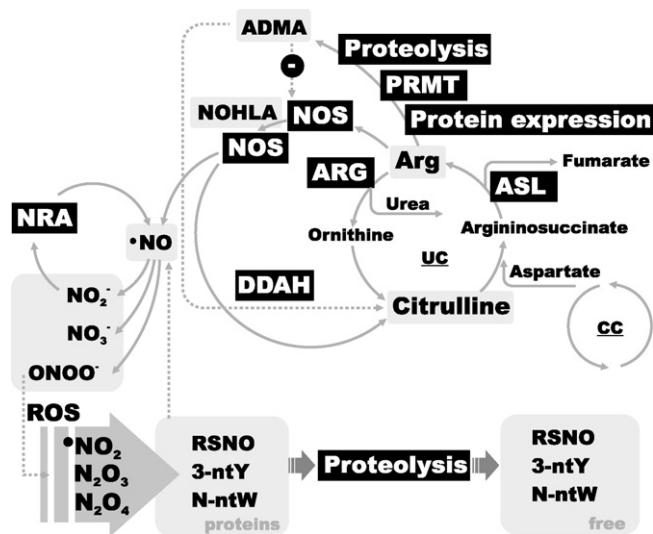 ADMA
Proteolysis
-
PRMT
NOHLA
NOS
Protein expression
NOS
Arg
Fumarate
ARG
ASL
NRA
Urea
•NO
Ornithine
Argininosuccinate
UC
DDAH
Aspartate
NO₂⁻
Citrulline
NO₃⁻
CC
ONOO⁻
ROS
•NO₂
N₂O₃
N₂O₄
RSNO
3-ntY
N-ntW
proteins
Proteolysis
RSNO
3-ntY
N-ntW
free